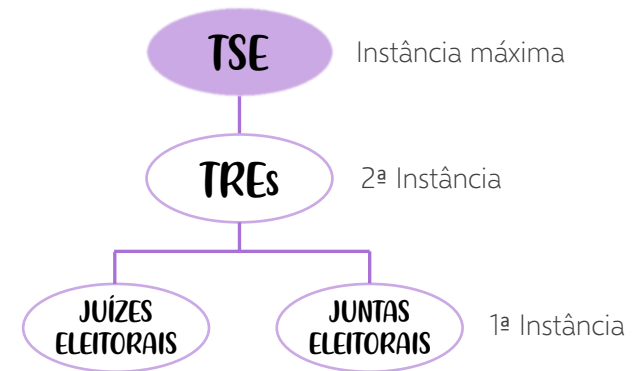 TSE
Instância máxima
TREs
2ª Instância
JUÍZES
ELEITORAIS
JUNTAS
ELEITORAIS
1ª Instância